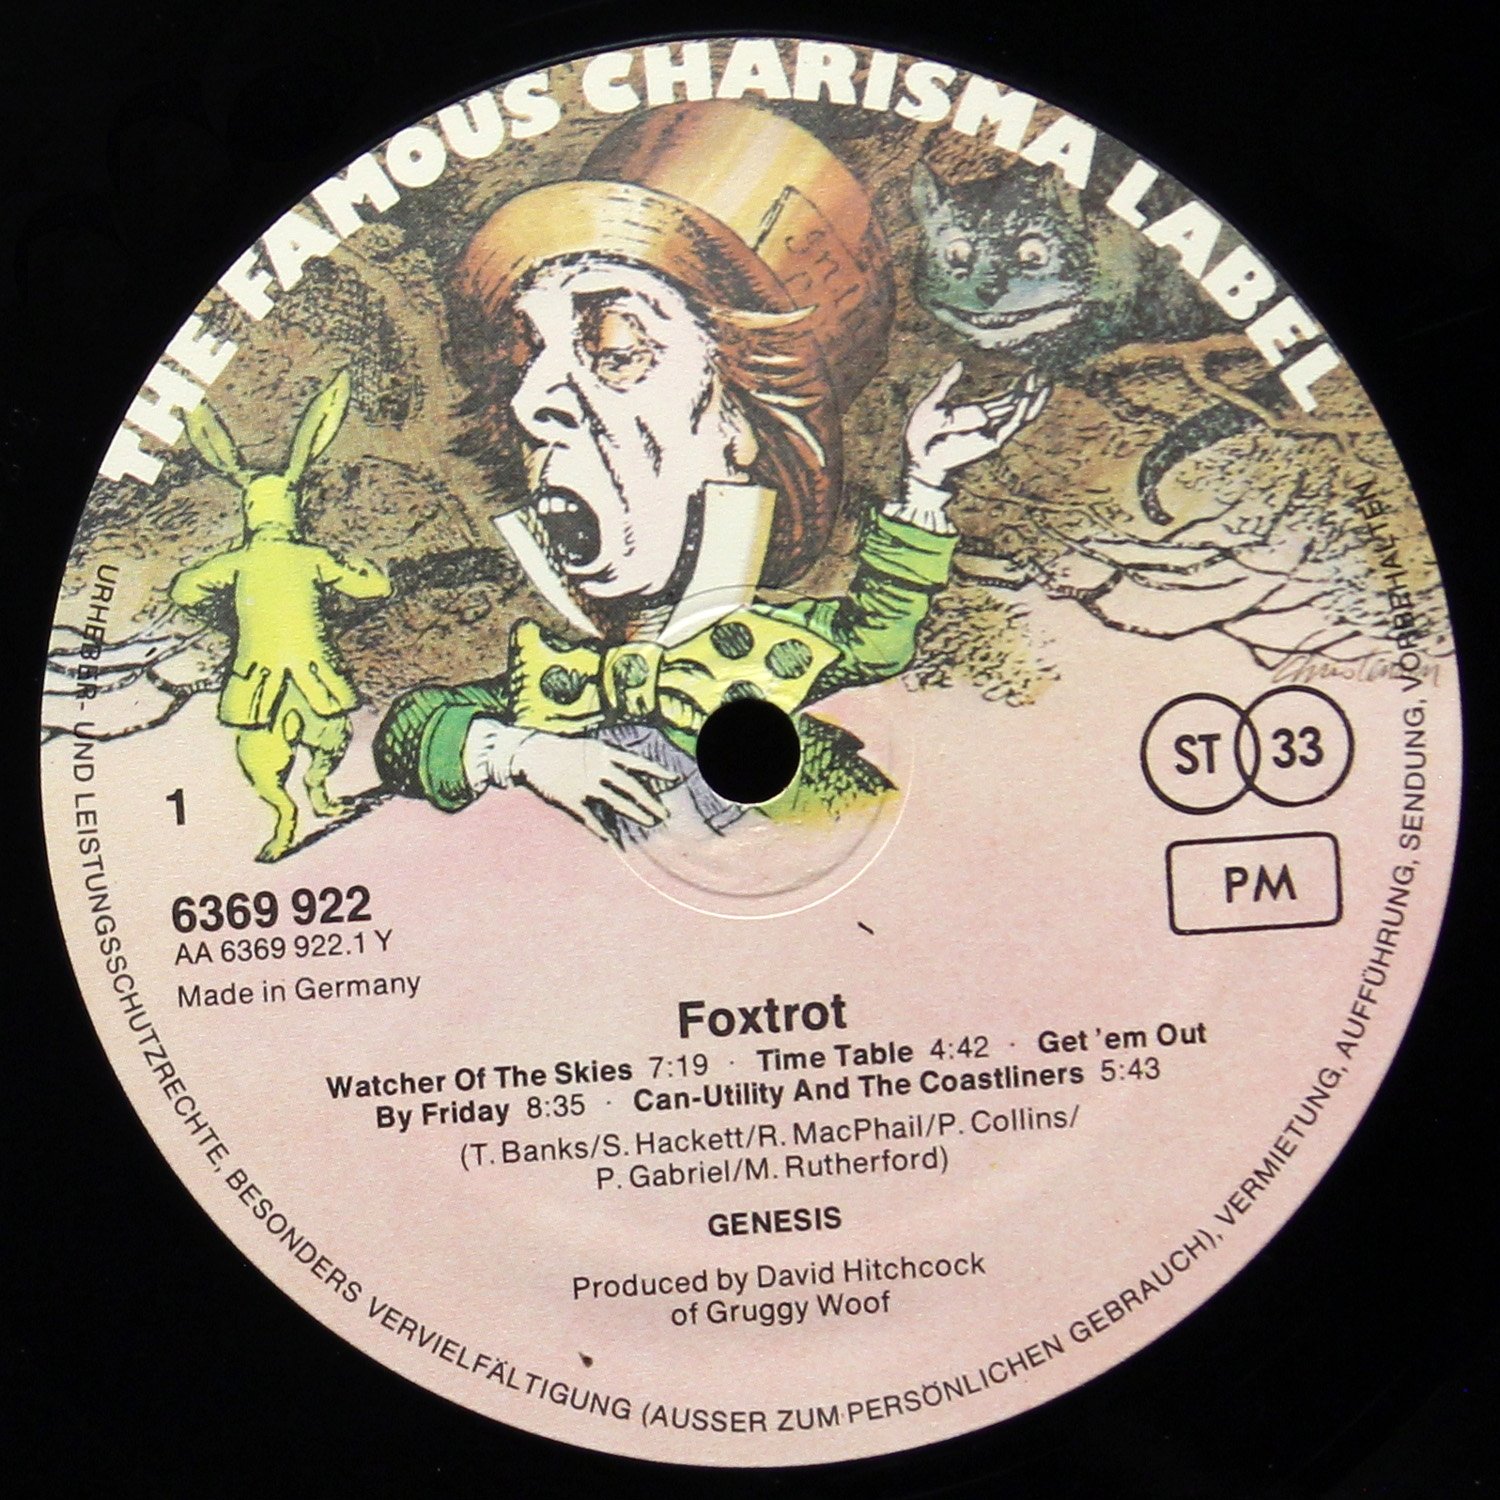 THE FAMOUS CHARISMA LABEL
In
Christensen
ST 33
PM
1
6369 922
AA 6369 922.1 Y
Made in Germany
Foxtrot
Watcher Of The Skies 7:19 · Time Table 4:42 · Get 'em Out
By Friday 8:35 · Can-Utility And The Coastliners 5:43
(T. Banks/S. Hackett/R. MacPhail/P. Collins/
P. Gabriel/M. Rutherford)
GENESIS
Produced by David Hitchcock
of Gruggy Woof
URHEBER- UND LEISTUNGSSCHUTZRECHTE, BESONDERS VERVIELFÄLTIGUNG (AUSSER ZUM PERSÖNLICHEN GEBRAUCH), VERMIETUNG, AUFFÜHRUNG, SENDUNG, VORBEHALTEN